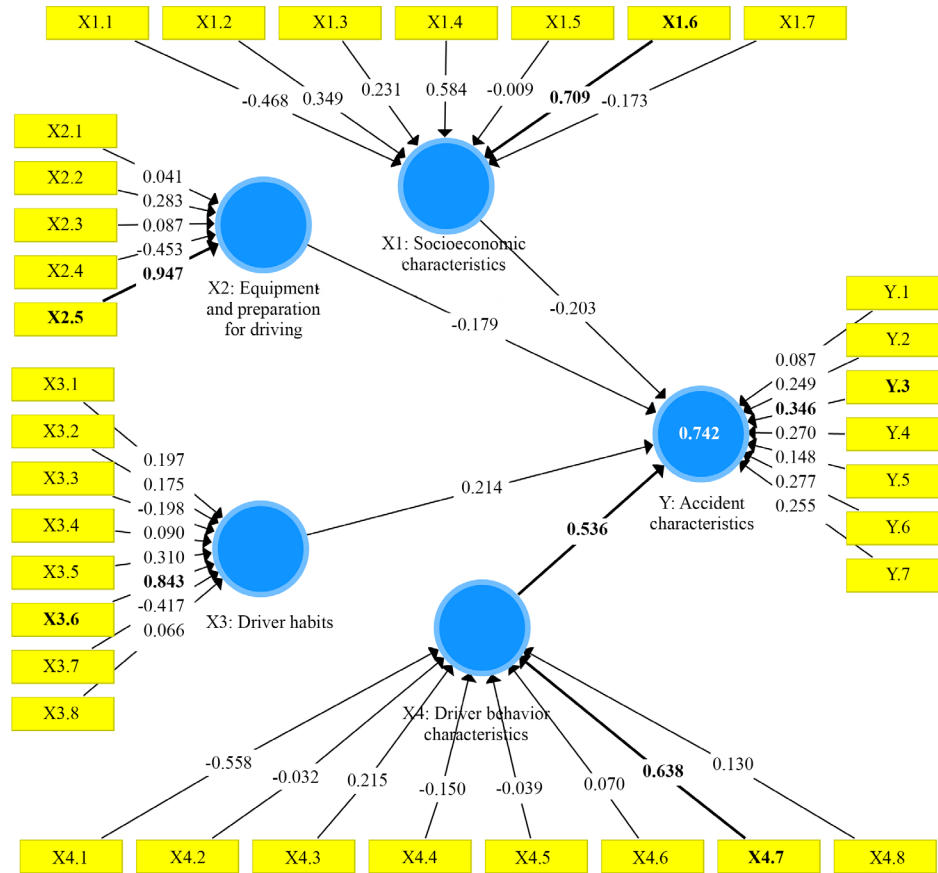 X1.1 X1.2 X1.3 X1.4 X1.5 X1.6 X1.7
-0.468 0.349 0.231 0.584 -0.009 0.709 -0.173
X1: Socioeconomic
characteristics
X2.1
X2.2
X2.3
X2.4
X2.5
0.041
0.283
0.087
-0.453
0.947
X2: Equipment
and preparation
for driving
-0.179
-0.203
X3.1
X3.2
X3.3
X3.4
X3.5
X3.6
X3.7
X3.8
0.197
0.175
-0.198
0.090
0.310
0.843
-0.417
0.066
X3: Driver habits
0.214
0.536
0.742
Y: Accident
characteristics
0.087
0.249
0.346
0.270
0.148
0.277
0.255
Y.1
Y.2
Y.3
Y.4
Y.5
Y.6
Y.7
X4: Driver behavior
characteristics
-0.558 -0.032 0.215 -0.150 -0.039 0.070 0.638 0.130
X4.1 X4.2 X4.3 X4.4 X4.5 X4.6 X4.7 X4.8